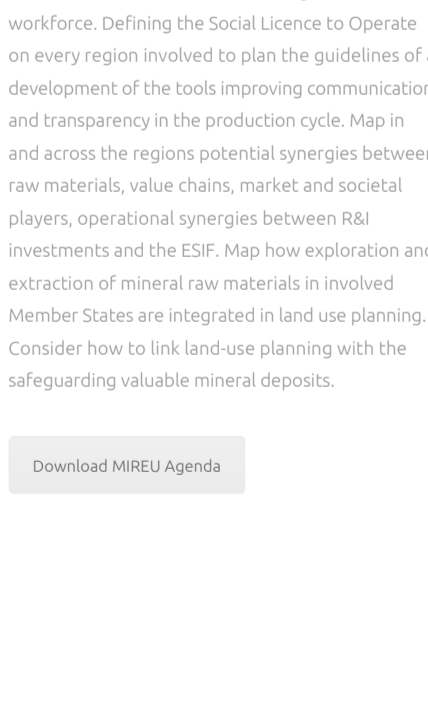 workforce. Defining the Social Licence to Operate
on every region involved to plan the guidelines of
development of the tools improving communication
and transparency in the production cycle. Map in
and across the regions potential synergies between
raw materials, value chains, market and societal
players, operational synergies between R&I
investments and the ESIF. Map how exploration and
extraction of mineral raw materials in involved
Member States are integrated in land use planning.
Consider how to link land-use planning with the
safeguarding valuable mineral deposits.
Download MIREU Agenda